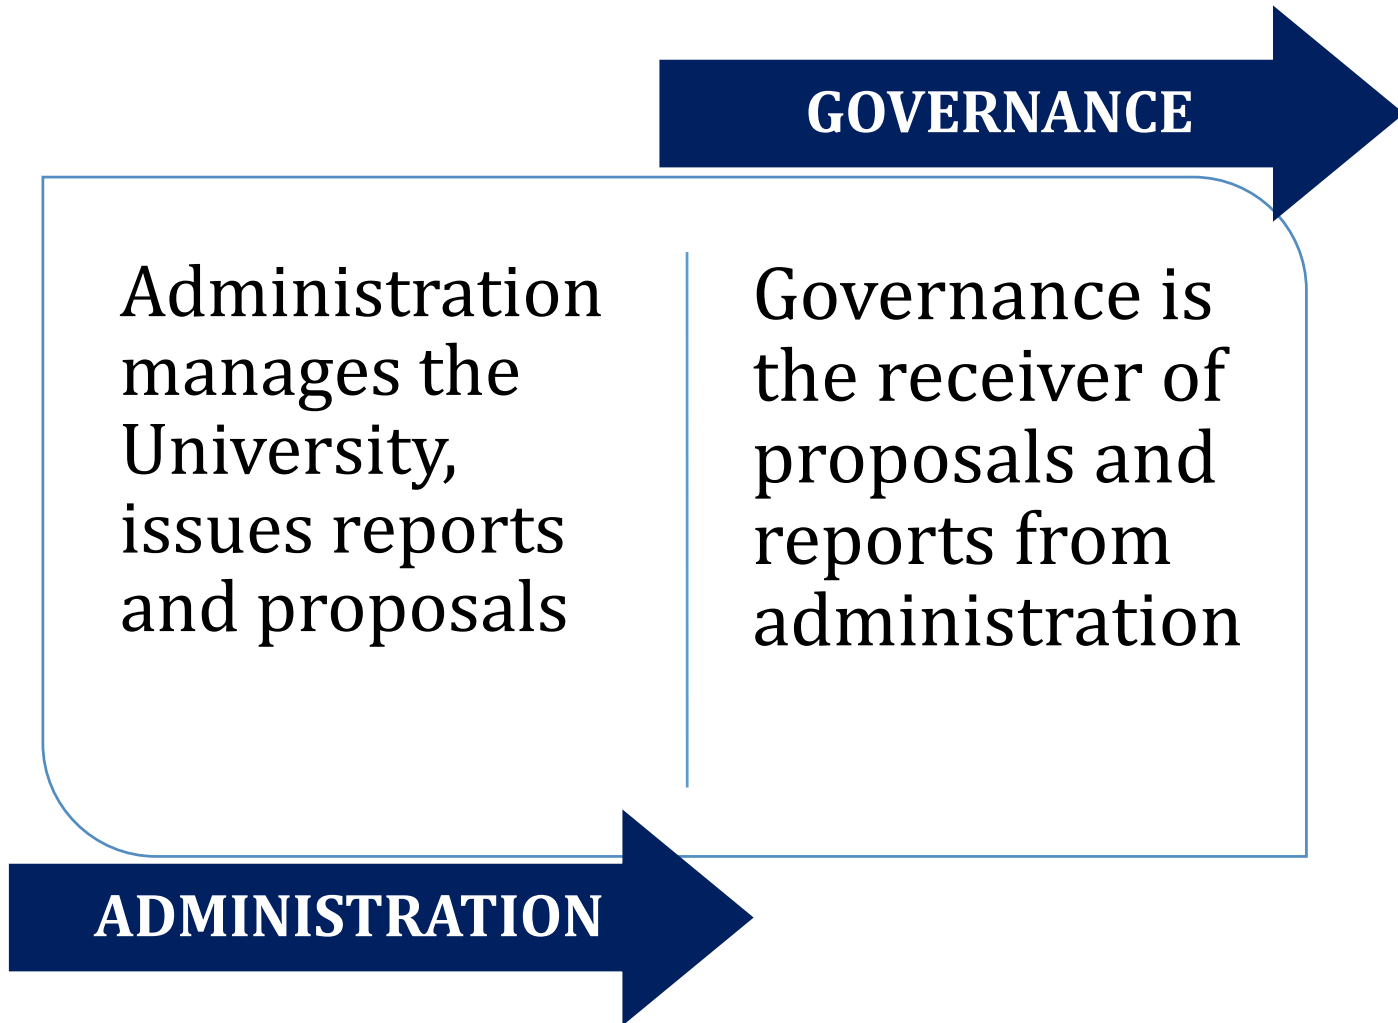 GOVERNANCE
Administration
manages the
University,
issues reports
and proposals
Governance is
the receiver of
proposals and
reports from
administration
ADMINISTRATION